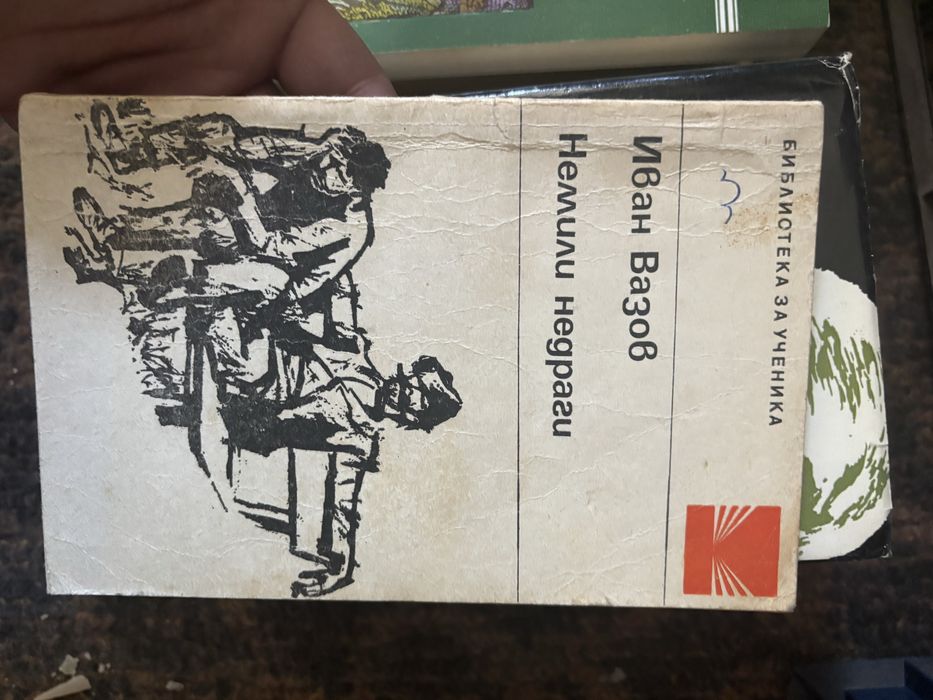 БИБЛИОТЕКА ЗА УЧЕНИКА
Иван Вазов
Немили недраги